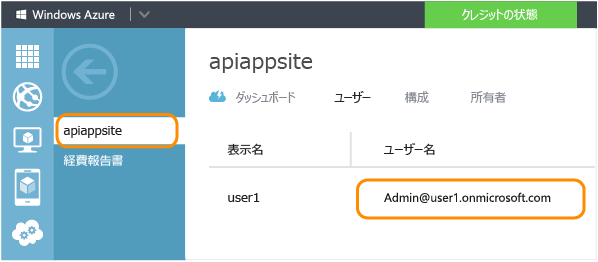 Windows Azure
クレジットの状態
apiappsite
経費報告書
apiappsite
ダッシュボード ユーザー 構成 所有者
表示名 ユーザー名
user1 Admin@user1.onmicrosoft.com